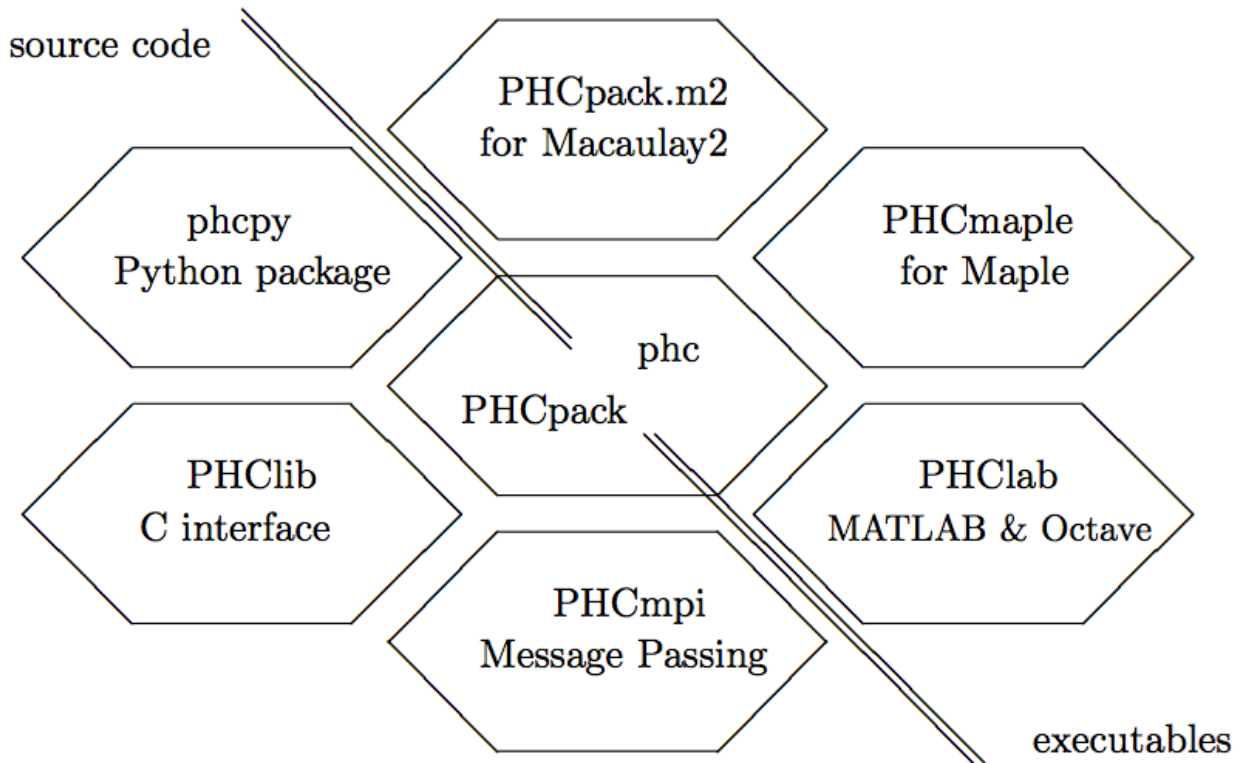 source code
PHCpack.m2
for Macaulay2
phcpy
Python package
PHCmaple
for Maple
phc
PHCpack
PHClib
C interface
PHClab
MATLAB & Octave
PHCmpi
Message Passing
executables